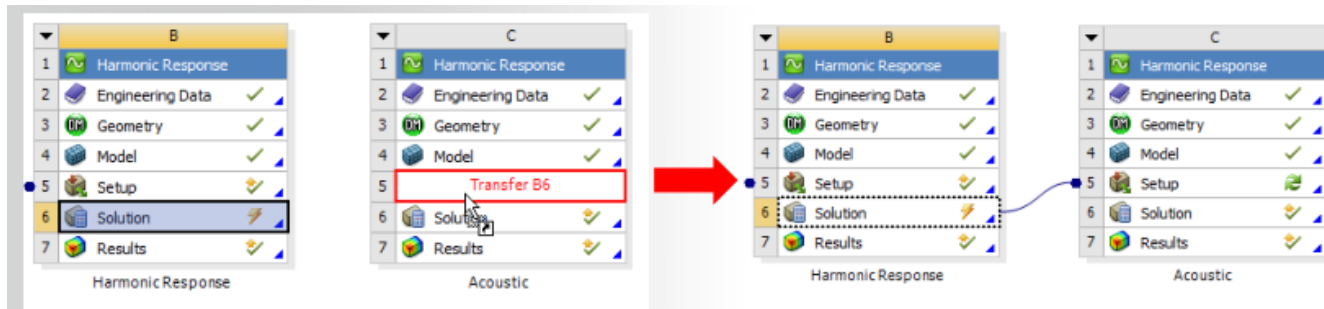 B
1 Harmonic Response
2 Engineering Data
3 Geometry
4 Model
5 Setup
6 Solution
7 Results
Harmonic Response
C
1 Harmonic Response
2 Engineering Data
3 Geometry
4 Model
5 Transfer B6
6 Solution
7 Results
Acoustic
B
1 Harmonic Response
2 Engineering Data
3 Geometry
4 Model
5 Setup
6 Solution
7 Results
Harmonic Response
C
1 Harmonic Response
2 Engineering Data
3 Geometry
4 Model
5 Setup
6 Solution
7 Results
Acoustic